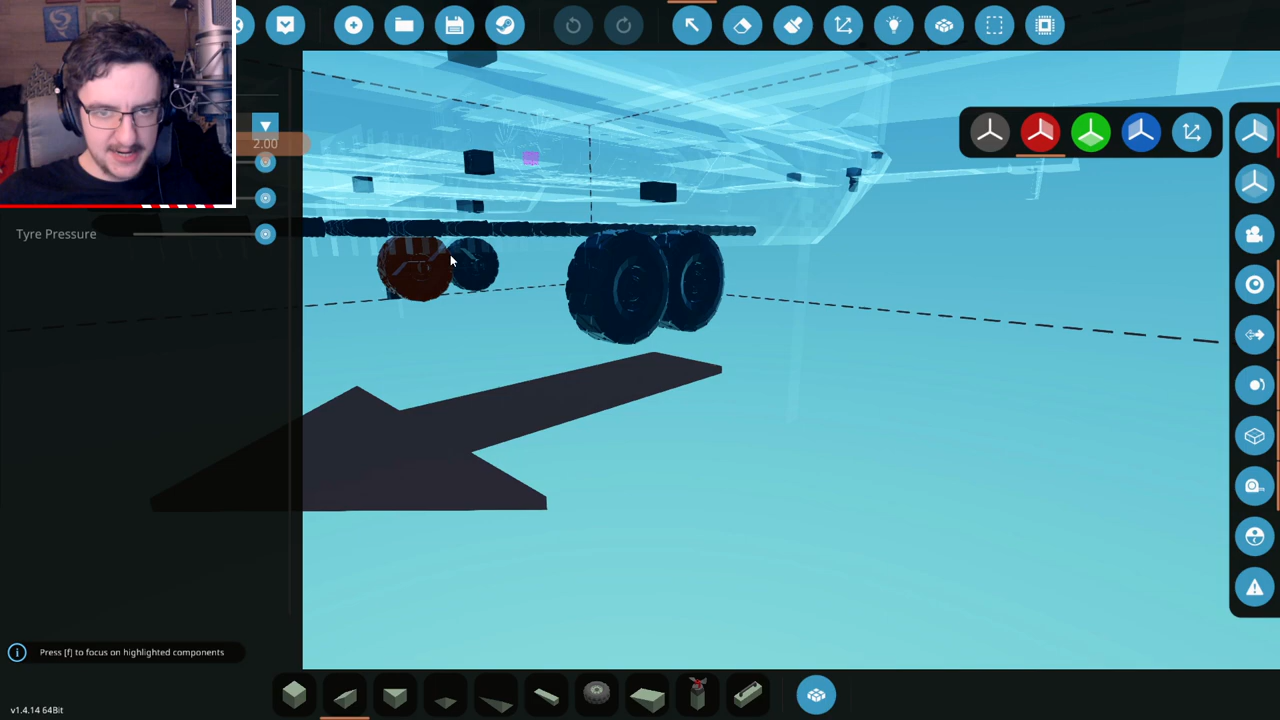 2.00
Tyre Pressure
Press [f] to focus on highlighted components
v1.4.14 64Bit